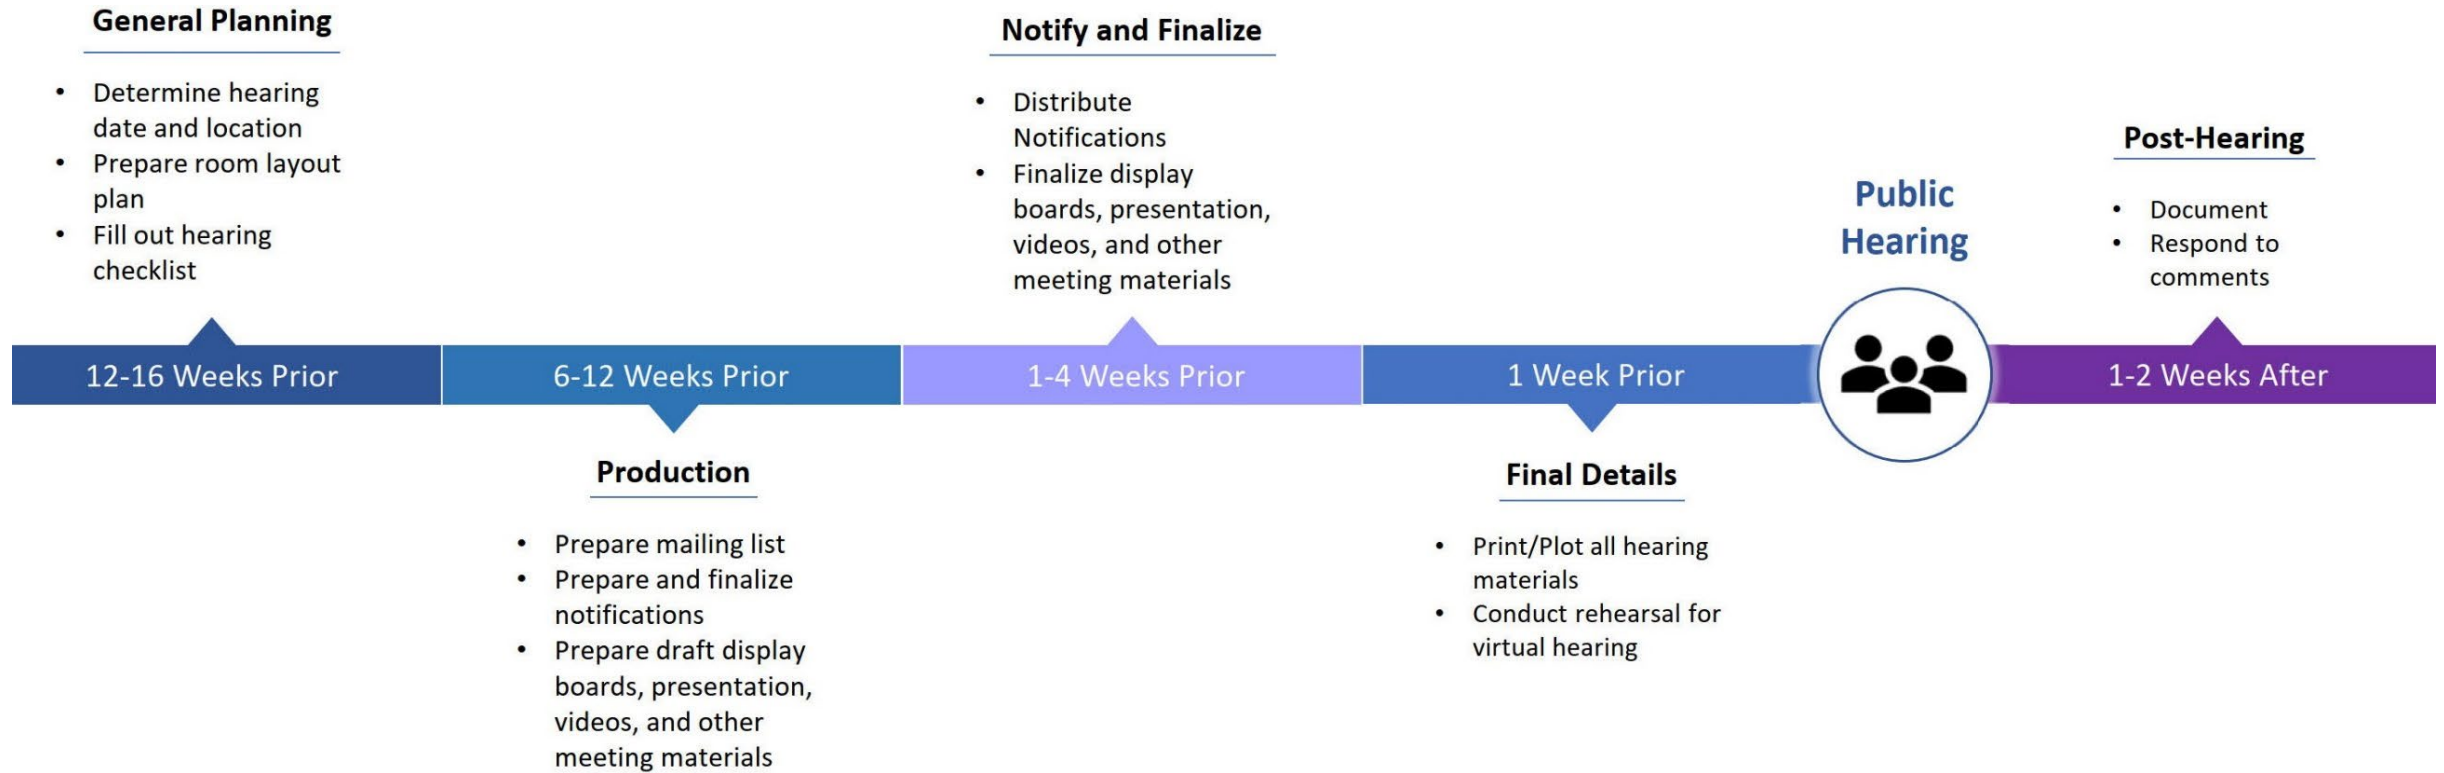 General Planning
• Determine hearing
date and location
• Prepare room layout
plan
• Fill out hearing
checklist
Notify and Finalize
• Distribute
Notifications
• Finalize display
boards, presentation,
videos, and other
meeting materials
Public
Hearing
Post-Hearing
• Document
• Respond to
comments
12-16 Weeks Prior
6-12 Weeks Prior
1-4 Weeks Prior
1 Week Prior
1-2 Weeks After
Production
• Prepare mailing list
• Prepare and finalize
notifications
• Prepare draft display
boards, presentation,
videos, and other
meeting materials
Final Details
• Print/Plot all hearing
materials
• Conduct rehearsal for
virtual hearing